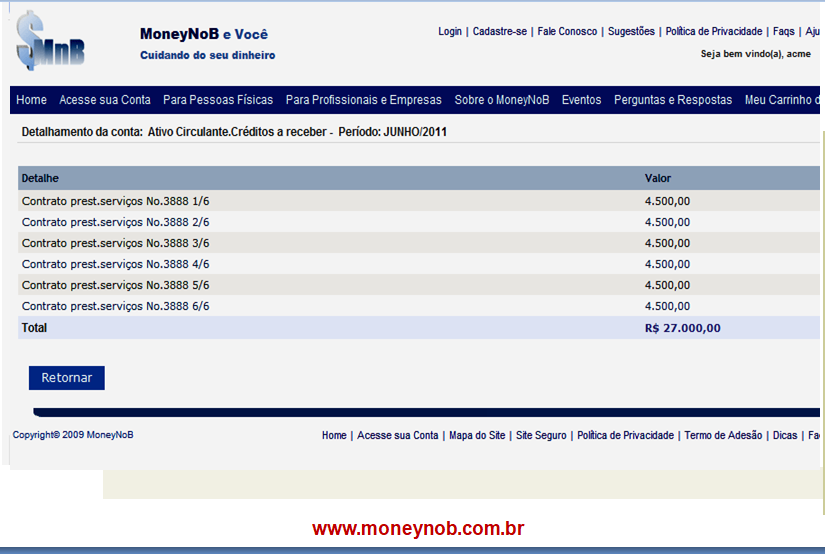 $MnB
MoneyNoB e Você
Cuidando do seu dinheiro
Login | Cadastre-se | Fale Conosco | Sugestões | Política de Privacidade | Faqs | Aju
Seja bem vindo(a), acme
Home Acesse sua Conta Para Pessoas Físicas Para Profissionais e Empresas Sobre o MoneyNoB Eventos Perguntas e Respostas Meu Carrinho d
Detalhamento da conta: Ativo Circulante.Créditos a receber - Período: JUNHO/2011
Detalhe Valor
Contrato prest.serviços No.3888 1/6 4.500,00
Contrato prest.serviços No.3888 2/6 4.500,00
Contrato prest.serviços No.3888 3/6 4.500,00
Contrato prest.serviços No.3888 4/6 4.500,00
Contrato prest.serviços No.3888 5/6 4.500,00
Contrato prest.serviços No.3888 6/6 4.500,00
Total R$ 27.000,00
Retornar
Copyright© 2009 MoneyNoB
Home | Acesse sua Conta | Mapa do Site | Site Seguro | Política de Privacidade | Termo de Adesão | Dicas | Fa
www.moneynob.com.br